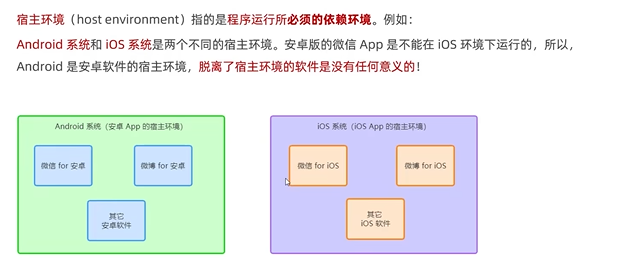 宿主环境（host environment）指的是程序运行所必须的依赖环境。例如：
Android 系统和 iOS 系统是两个不同的宿主环境。安卓版的微信 App 是不能在 iOS 环境下运行的，所以，
Android 是安卓软件的宿主环境，脱离了宿主环境的软件是没有任何意义的！
Android 系统（安卓 App 的宿主环境）
微信 for 安卓
微博 for 安卓
其它
安卓软件
iOS 系统（iOS App 的宿主环境）
微信 for iOS
微博 for iOS
其它
iOS 软件